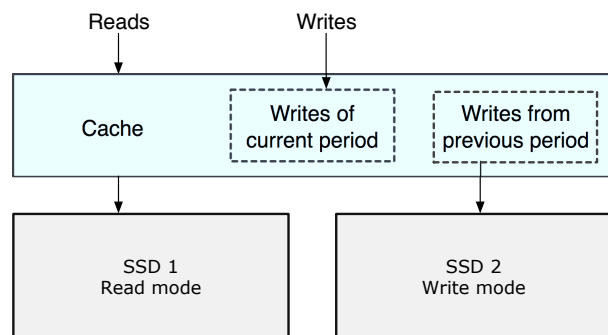 Reads
Writes
Cache
Writes of
current period
Writes from
previous period
SSD 1
Read mode
SSD 2
Write mode